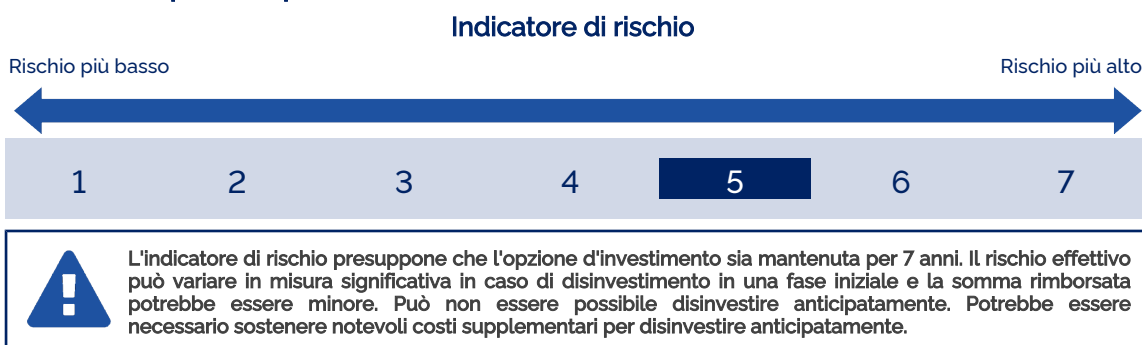 Indicatore di rischio
Rischio più basso
Rischio più alto
1 2 3 4 5 6 7
L'indicatore di rischio presuppone che l'opzione d'investimento sia mantenuta per 7 anni. Il rischio effettivo
può variare in misura significativa in caso di disinvestimento in una fase iniziale e la somma rimborsata
potrebbe essere minore. Può non essere possibile disinvestire anticipatamente. Potrebbe essere
necessario sostenere notevoli costi supplementari per disinvestire anticipatamente.